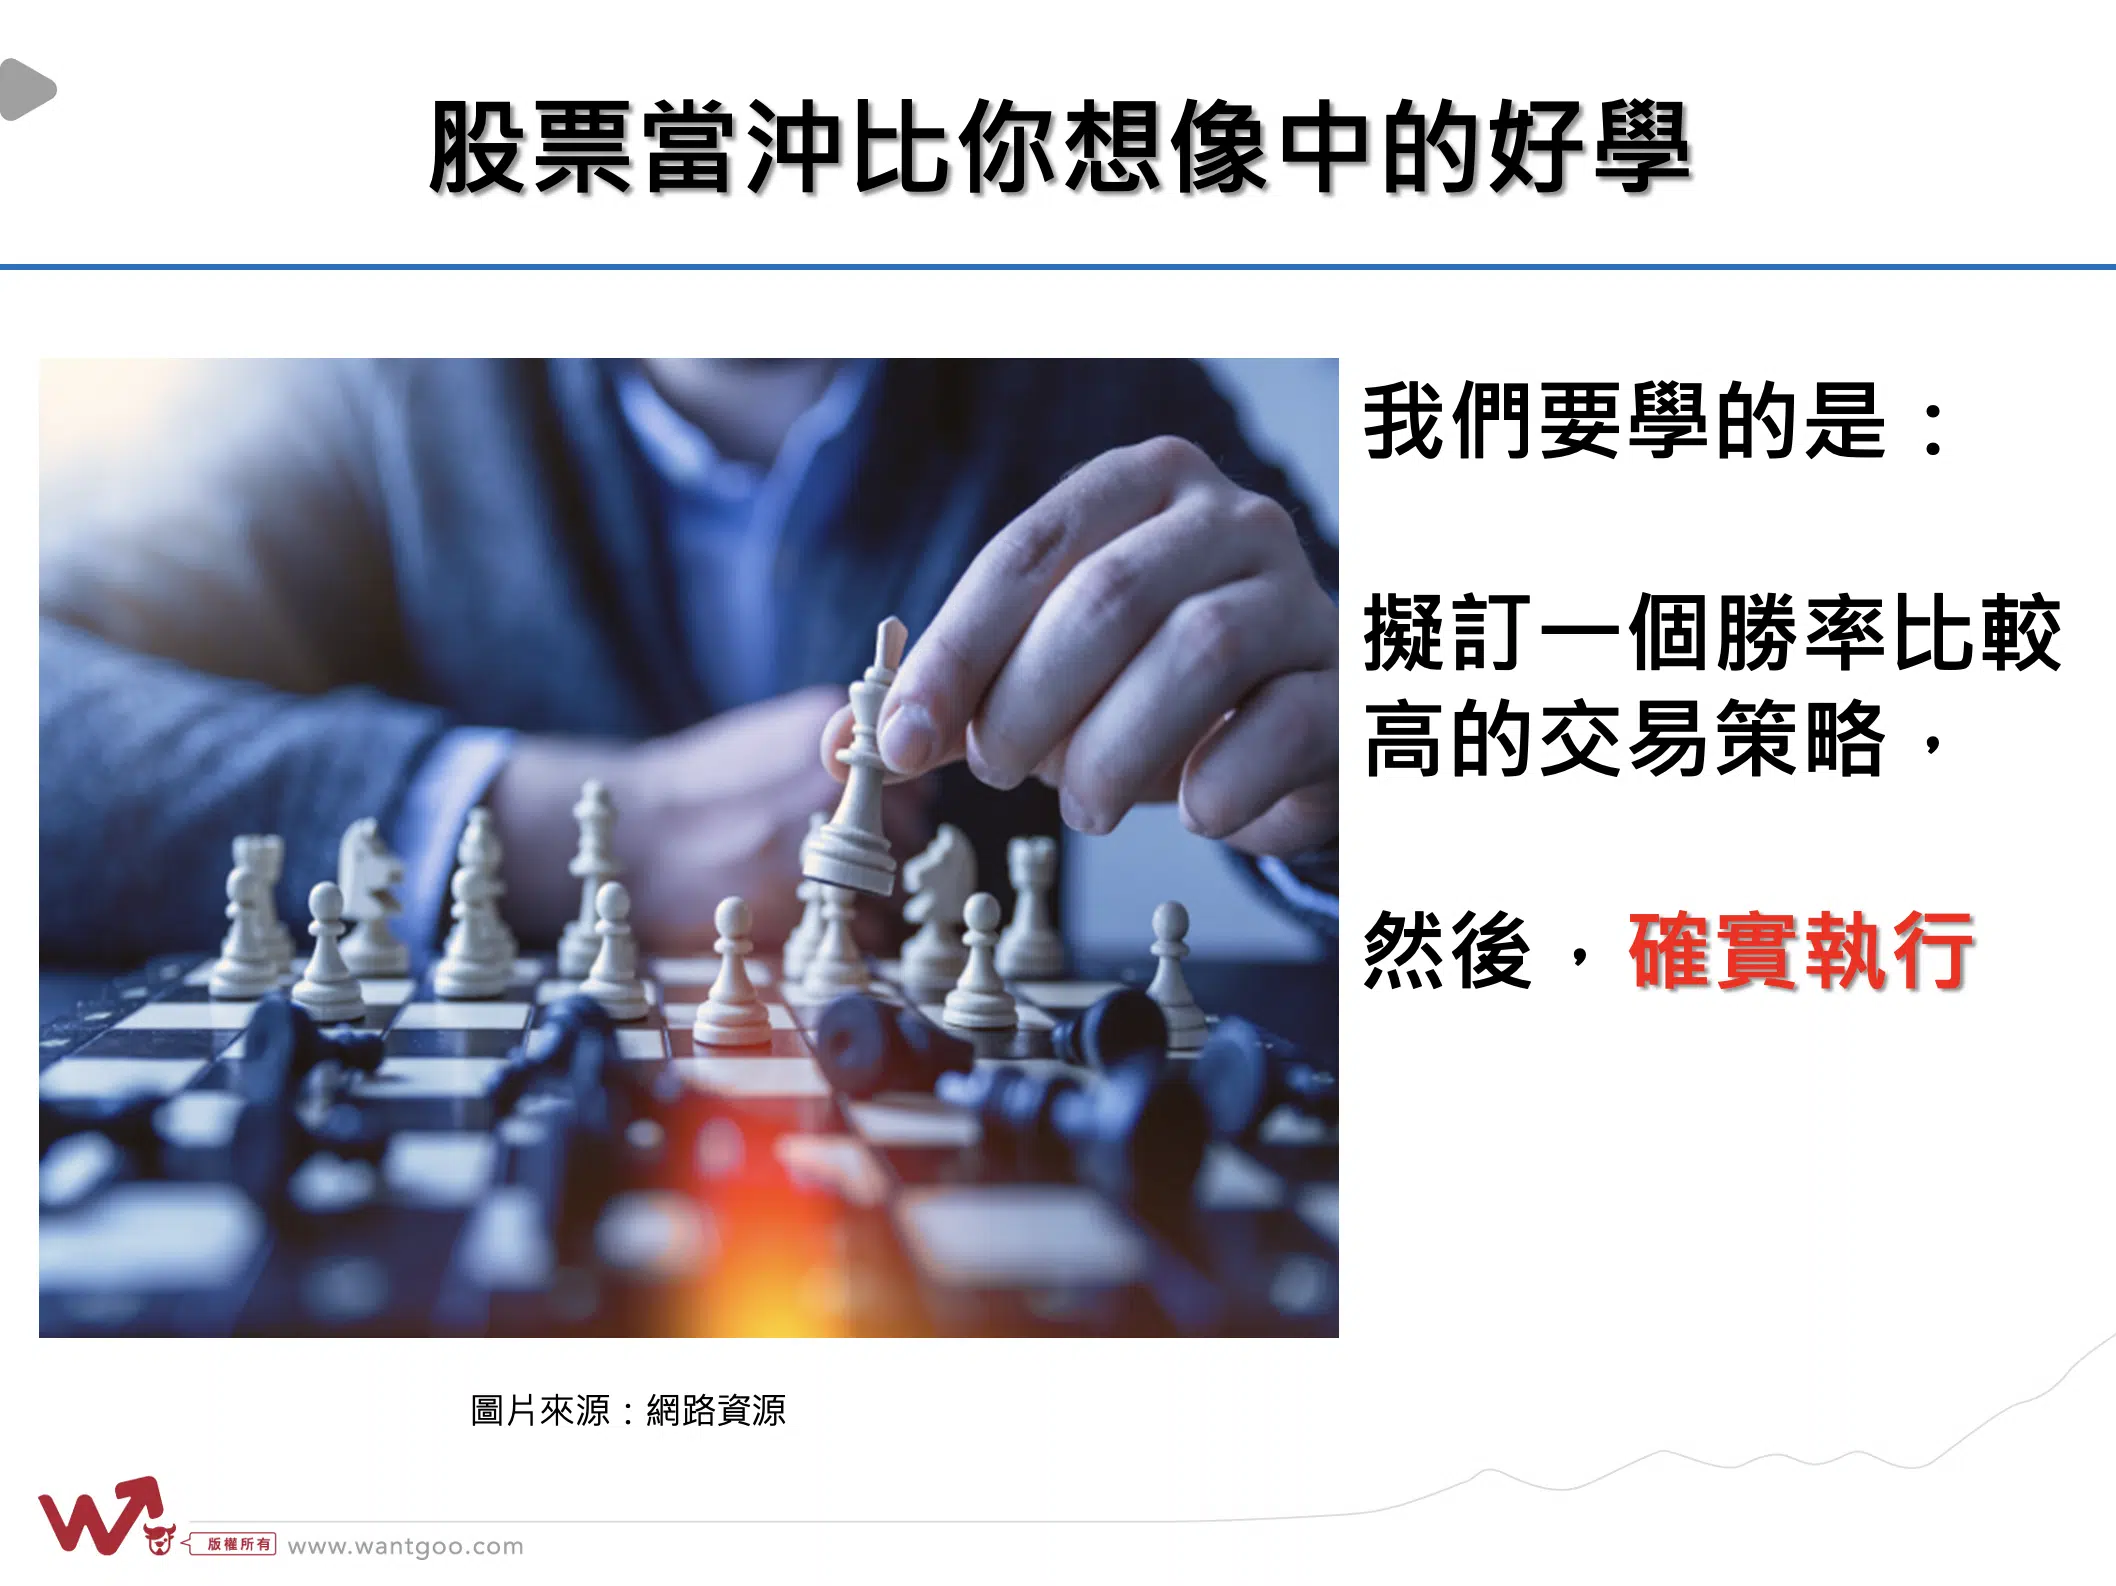 股票當沖比你想像中的好學
我們要學的是：
擬訂一個勝率比較
高的交易策略，
然後，確實執行
圖片來源：網路資源
版權所有
www.wantgoo.com